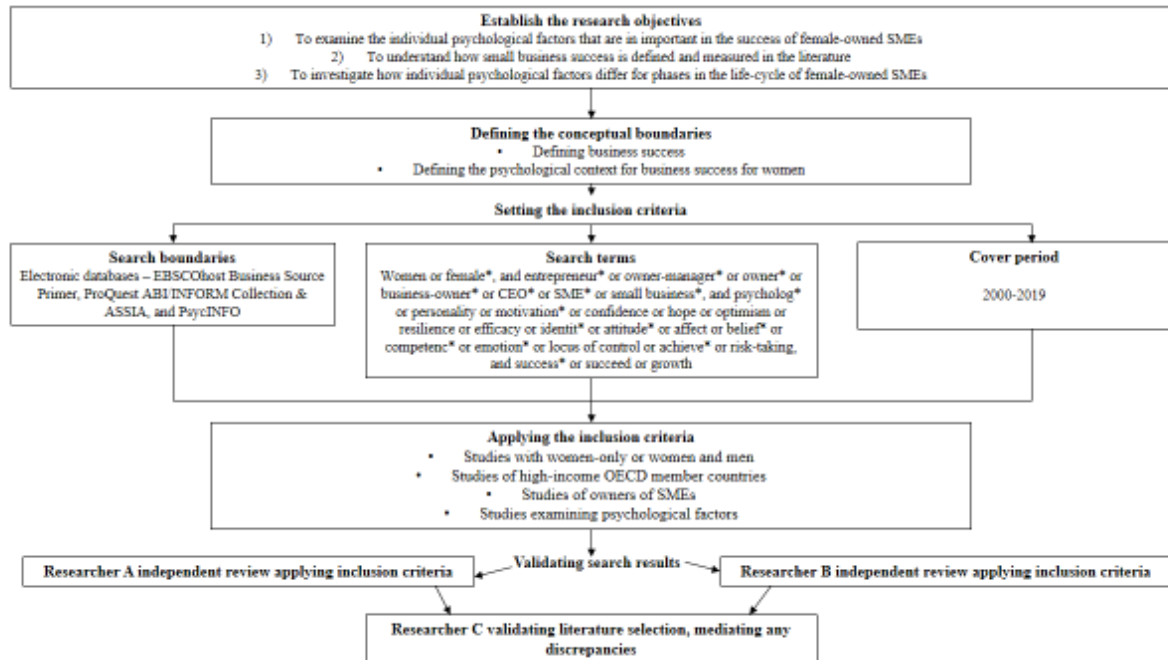 Establish the research objectives
1) To examine the individual psychological factors that are in important in the success of female-owned SMEs
2) To understand how small business success is defined and measured in the literature
3) To investigate how individual psychological factors differ for phases in the life-cycle of female-owned SMEs
Defining the conceptual boundaries
• Defining business success
• Defining the psychological context for business success for women
Setting the inclusion criteria
Search boundaries
Electronic databases – EBSCOhost Business Source
Primer, ProQuest ABI/INFORM Collection &
ASSIA, and PsycINFO
Search terms
Women or female*, and entrepreneur* or owner-manager* or owner* or
business-owner* or CEO* or SME* or small business*, and psycholog*
or personality or motivation* or confidence or hope or optimism or
resilience or efficacy or identit* or attitude* or affect or belief* or
competenc* or emotion* or locus of control or achieve* or risk-taking,
and success* or succeed or growth
Cover period
2000-2019
Applying the inclusion criteria
• Studies with women-only or women and men
• Studies of high-income OECD member countries
• Studies of owners of SMEs
• Studies examining psychological factors
Validating search results
Researcher A independent review applying inclusion criteria
Researcher B independent review applying inclusion criteria
Researcher C validating literature selection, mediating any
discrepancies